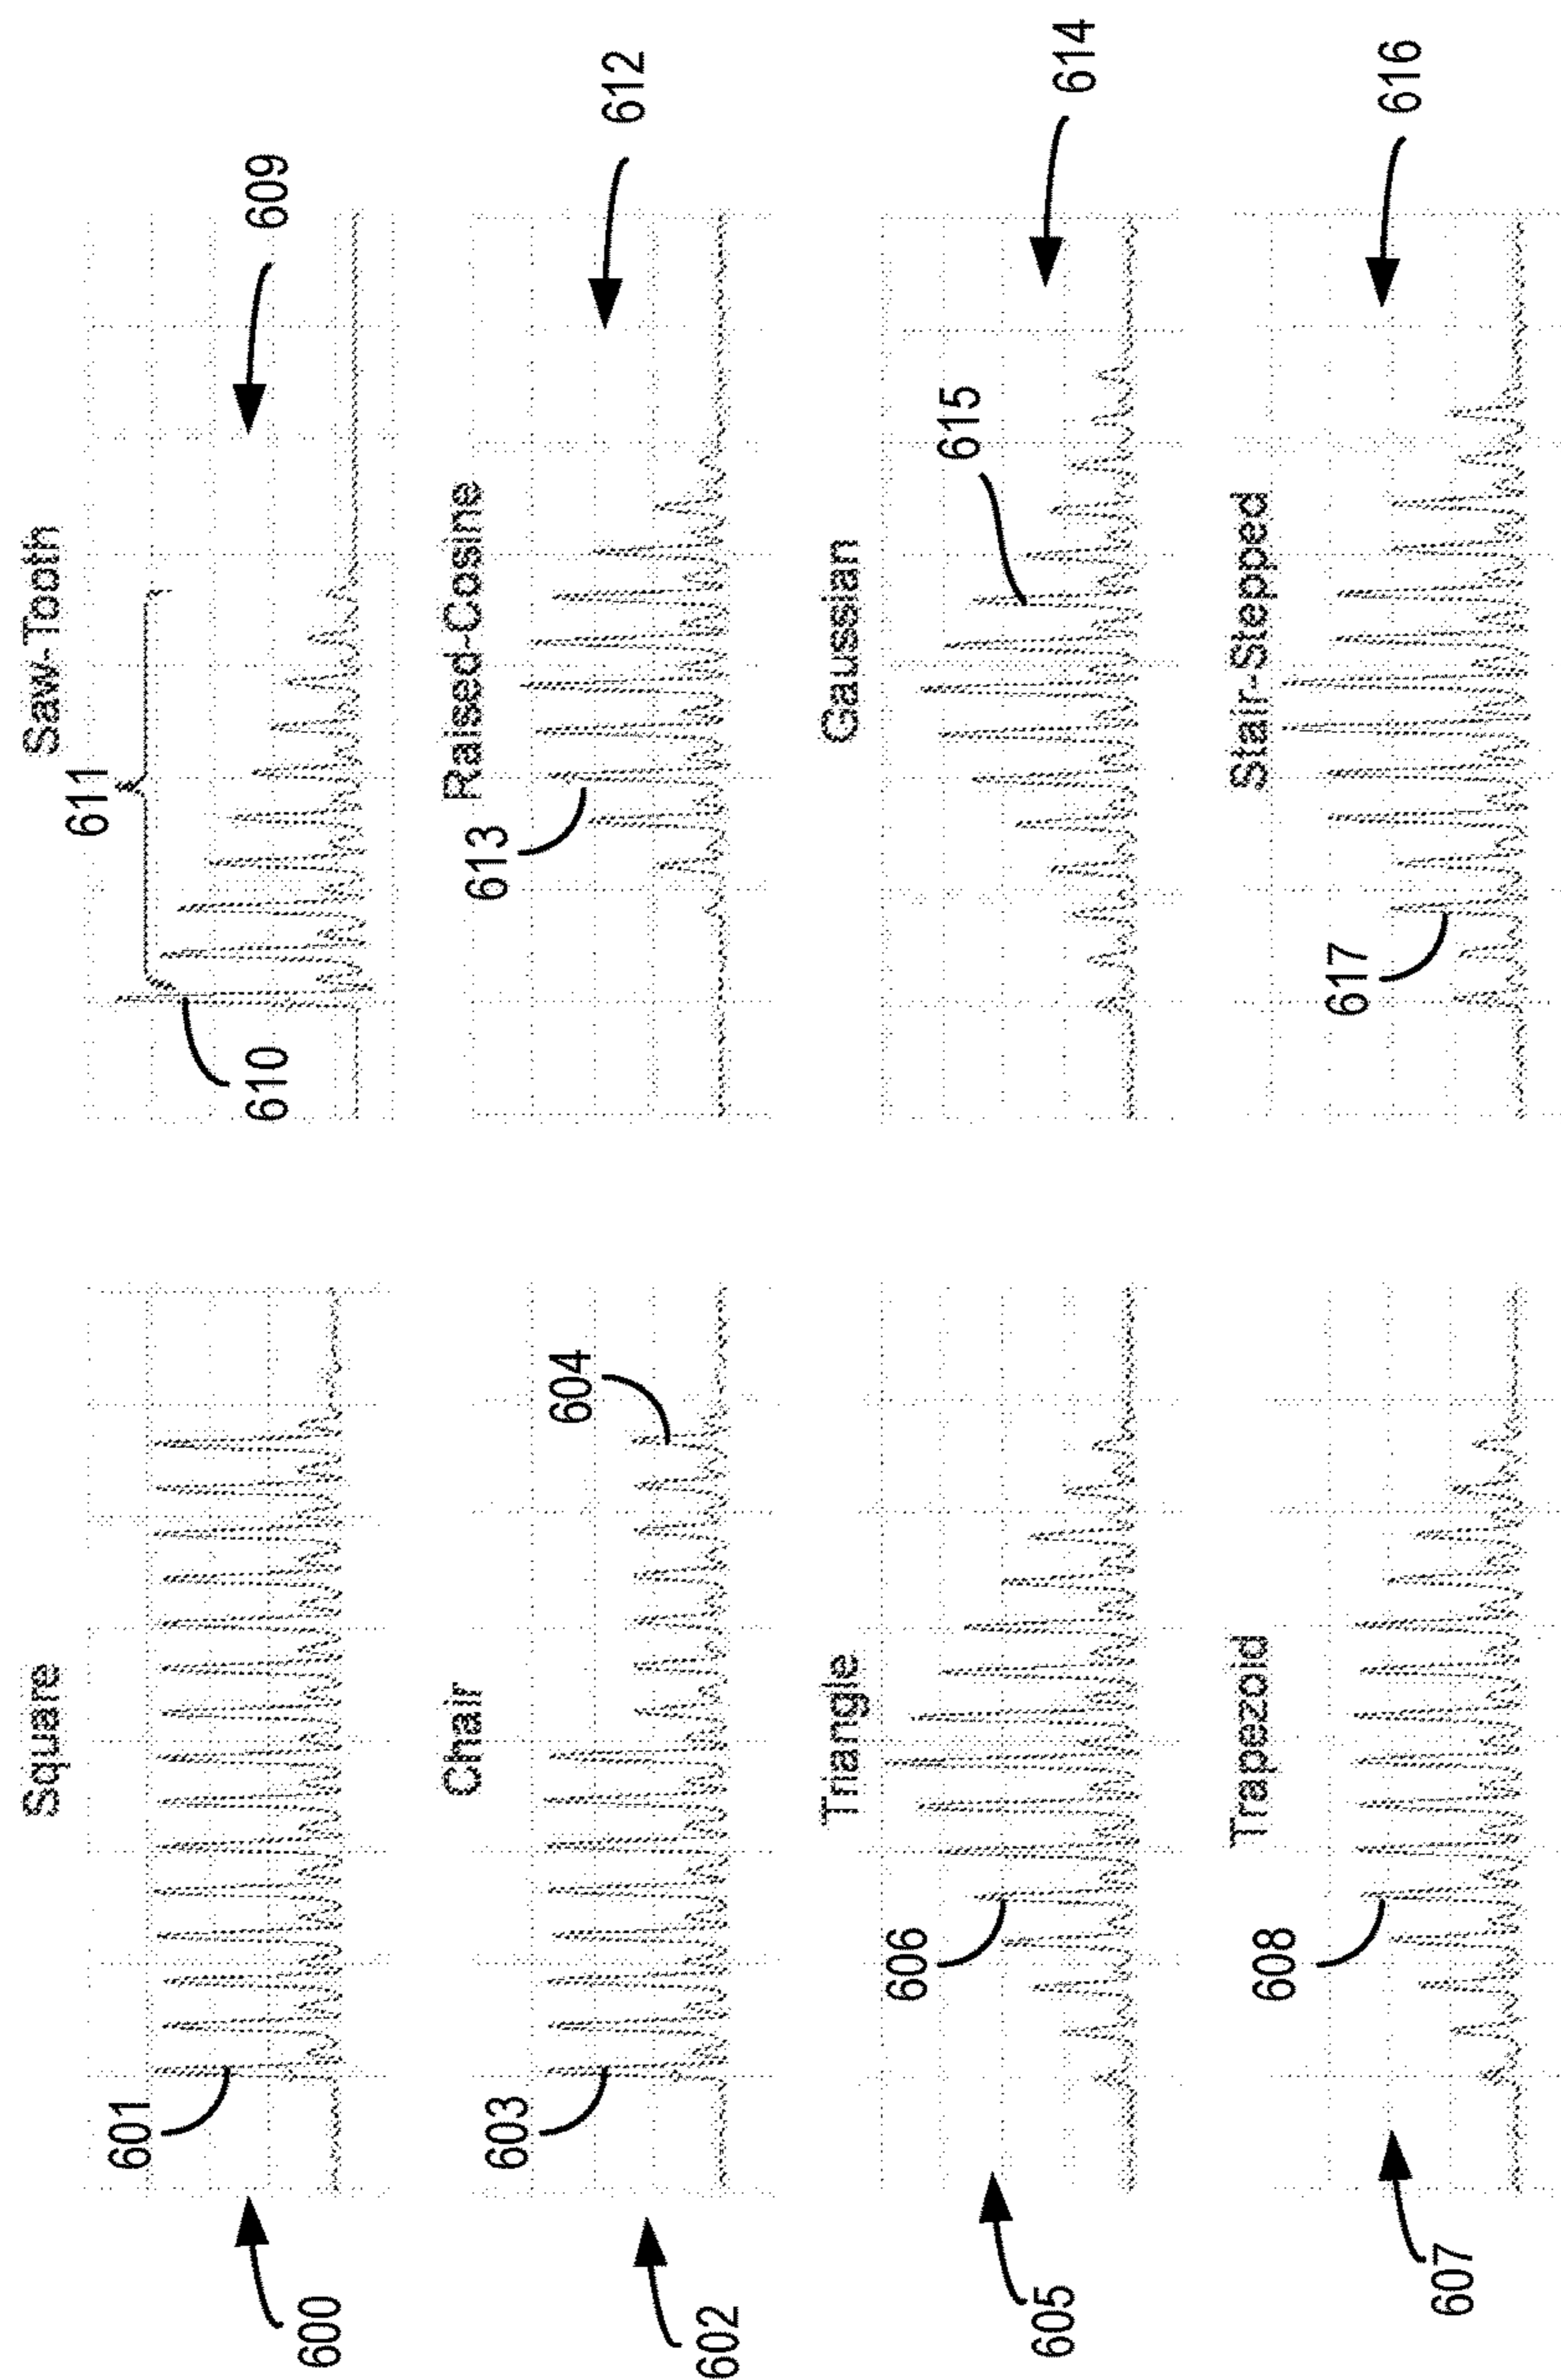 Square
601
600
Chair
603
604
602
Triangle
606
605
Trapezoid
608
607
Saw-Tooth
611
610
609
Raised-Cosine
613
612
Gaussian
615
614
Stair-Stepped
617
616